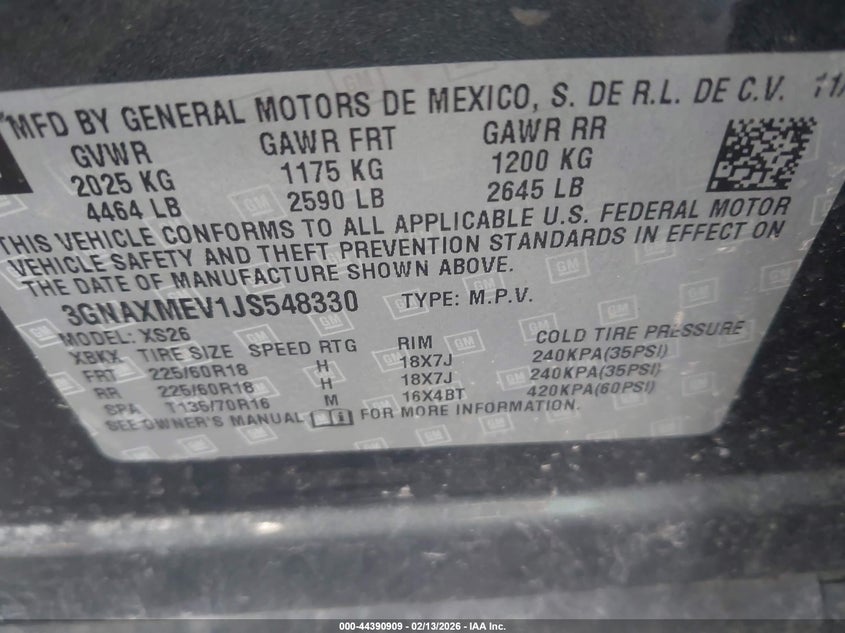 MFD BY GENERAL MOTORS DE MEXICO, S. DE R.L. DE C.V. 11/
GVWR GAWR FRT GAWR RR
2025 KG 1175 KG 1200 KG
4464 LB 2590 LB 2645 LB
THIS VEHICLE CONFORMS TO ALL APPLICABLE U.S. FEDERAL MOTOR
VEHICLE SAFETY AND THEFT PREVENTION STANDARDS IN EFFECT ON
THE DATE OF MANUFACTURE SHOWN ABOVE.
3GNAXMEV1JS548330 TYPE: M.P.V.
MODEL: XS26
XBKX TIRE SIZE SPEED RTG RIM COLD TIRE PRESSURE
FRT 225/60R18 H 18X7J 240KPA(35PSI)
RR 225/60R18 H 18X7J 240KPA(35PSI)
SPA T135/70R16 M 16X4BT 420KPA(60PSI)
SEE OWNER'S MANUAL FOR MORE INFORMATION.
000-44390909 - 02/13/2026 - IAA Inc.